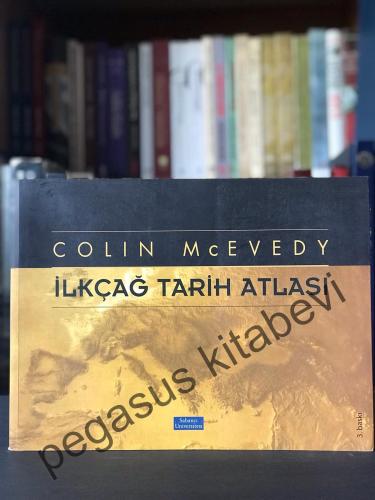 COLIN McEVEDY
İLKÇAĞ TARİH ATLASI
Sabancı
Üniversitesi
3. baskı
pegasus kitabevi